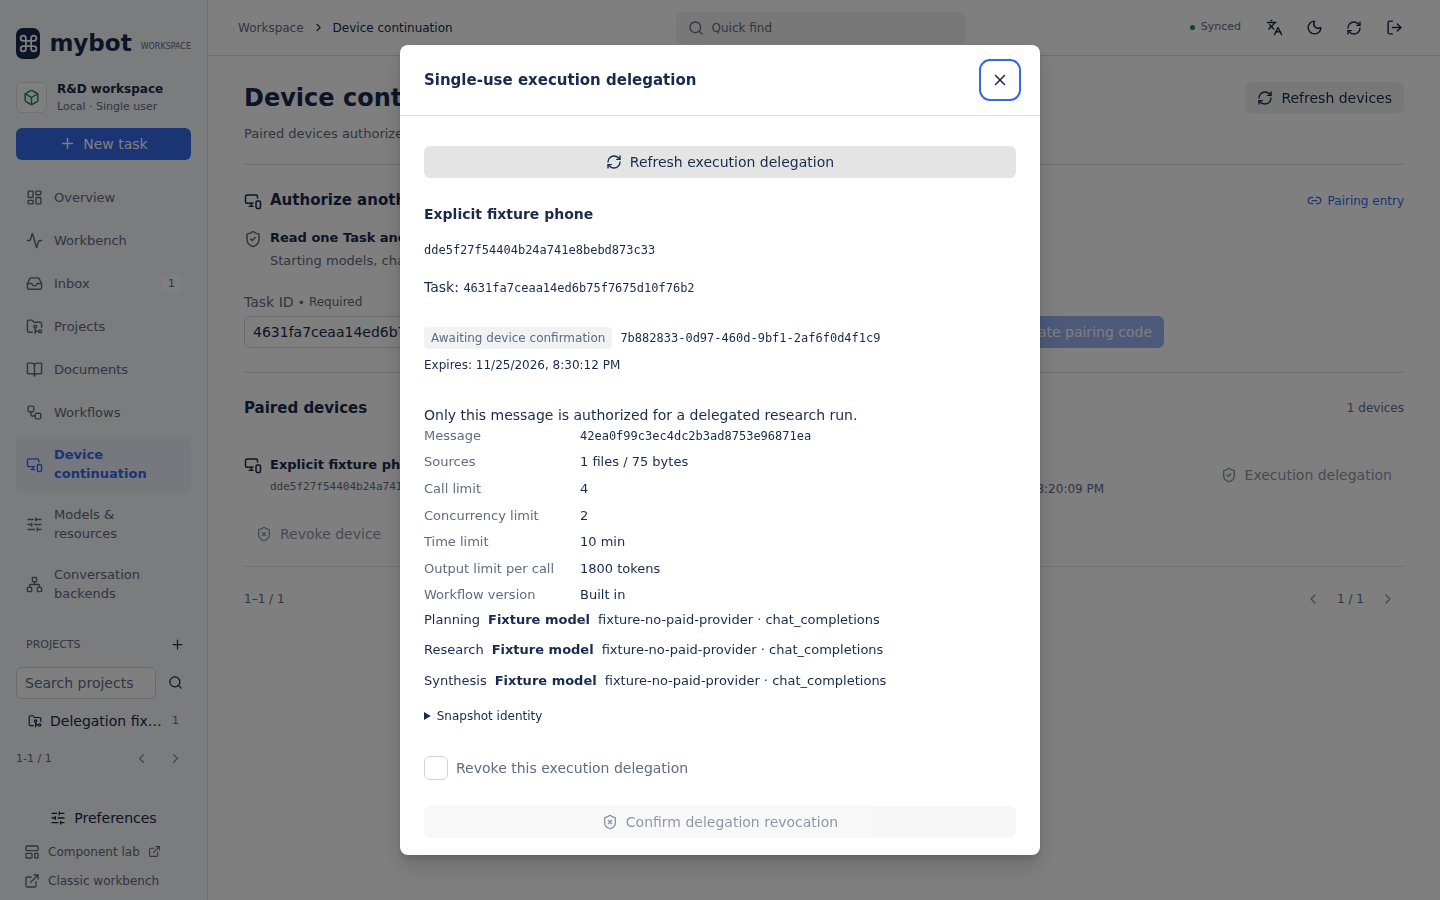 mybot WORKSPACE
R&D workspace
Local · Single user
New task
Overview
Workbench
Inbox 1
Projects
Documents
Workflows
Device
continuation
Models &
resources
Conversation
backends
PROJECTS
Search projects
Delegation fix... 1
1-1 / 1
Preferences
Component lab
Classic workbench
Workspace > Device continuation
Quick find
Synced
Device cont
Refresh devices
Paired devices authorize
Authorize anoth
Pairing entry
Read one Task and
Starting models, cha
Task ID • Required
4631fa7ceaa14ed6b7
ate pairing code
Paired devices
1 devices
Explicit fixture ph
dde5f27f54404b24a741
8:20:09 PM
Execution delegation
Revoke device
1–1 / 1
1 / 1
Single-use execution delegation
Refresh execution delegation
Explicit fixture phone
dde5f27f54404b24a741e8bebd873c33
Task: 4631fa7ceaa14ed6b75f7675d10f76b2
Awaiting device confirmation 7b882833-0d97-460d-9bf1-2af6f0d4f1c9
Expires: 11/25/2026, 8:30:12 PM
Only this message is authorized for a delegated research run.
Message 42ea0f99c3ec4dc2b3ad8753e96871ea
Sources 1 files / 75 bytes
Call limit 4
Concurrency limit 2
Time limit 10 min
Output limit per call 1800 tokens
Workflow version Built in
Planning Fixture model fixture-no-paid-provider · chat_completions
Research Fixture model fixture-no-paid-provider · chat_completions
Synthesis Fixture model fixture-no-paid-provider · chat_completions
Snapshot identity
Revoke this execution delegation
Confirm delegation revocation